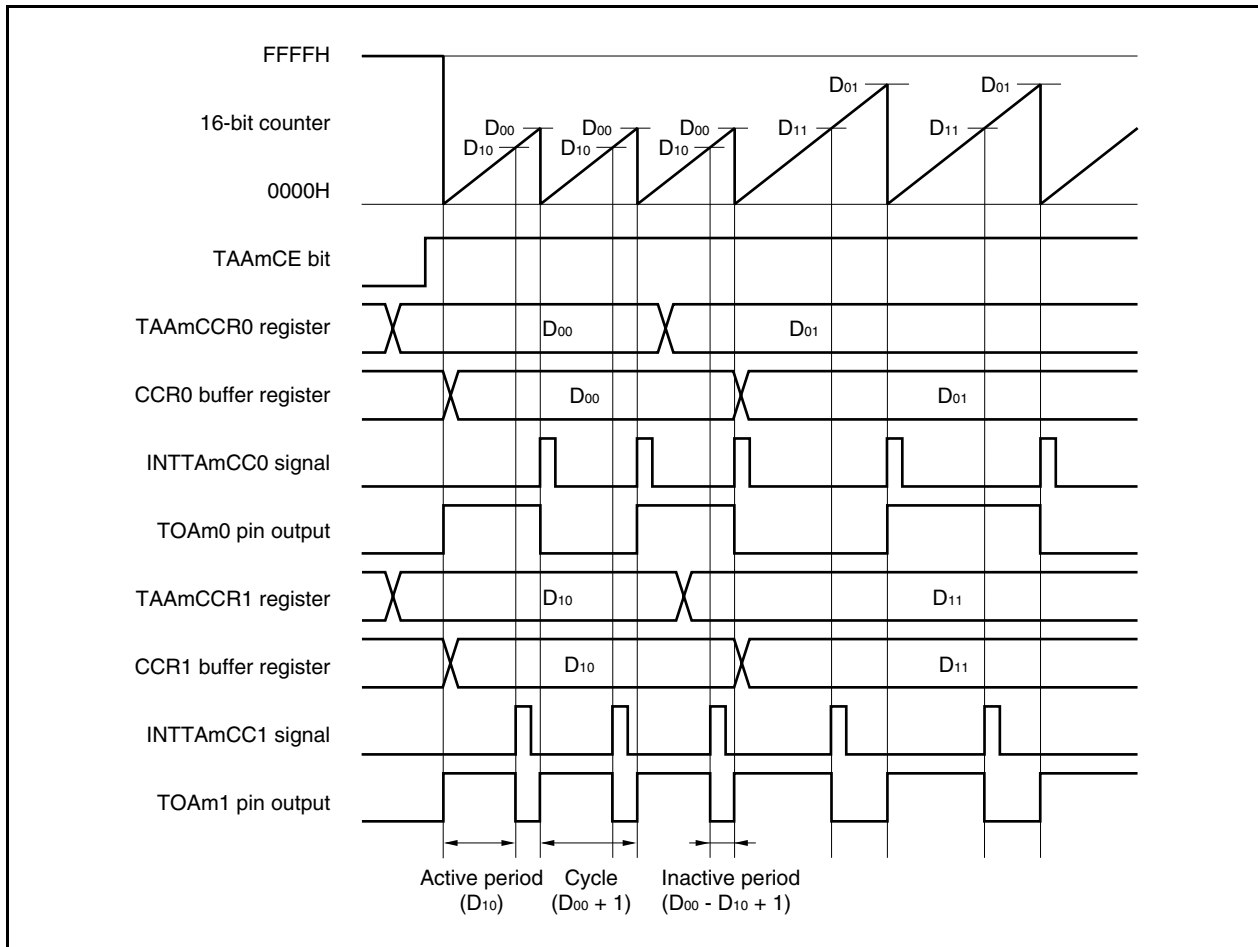 FFFFH
16-bit counter
0000H
D00 D00 D00 D01 D01
D10 D10 D10 D11 D11
TAAmCE bit
TAAmCCR0 register
D00 D01
CCR0 buffer register
D00 D01
INTTAmCC0 signal
TOAm0 pin output
TAAmCCR1 register
D10 D11
CCR1 buffer register
D10 D11
INTTAmCC1 signal
TOAm1 pin output
Active period
(D10)
Cycle
(D00 + 1)
Inactive period
(D00 - D10 + 1)